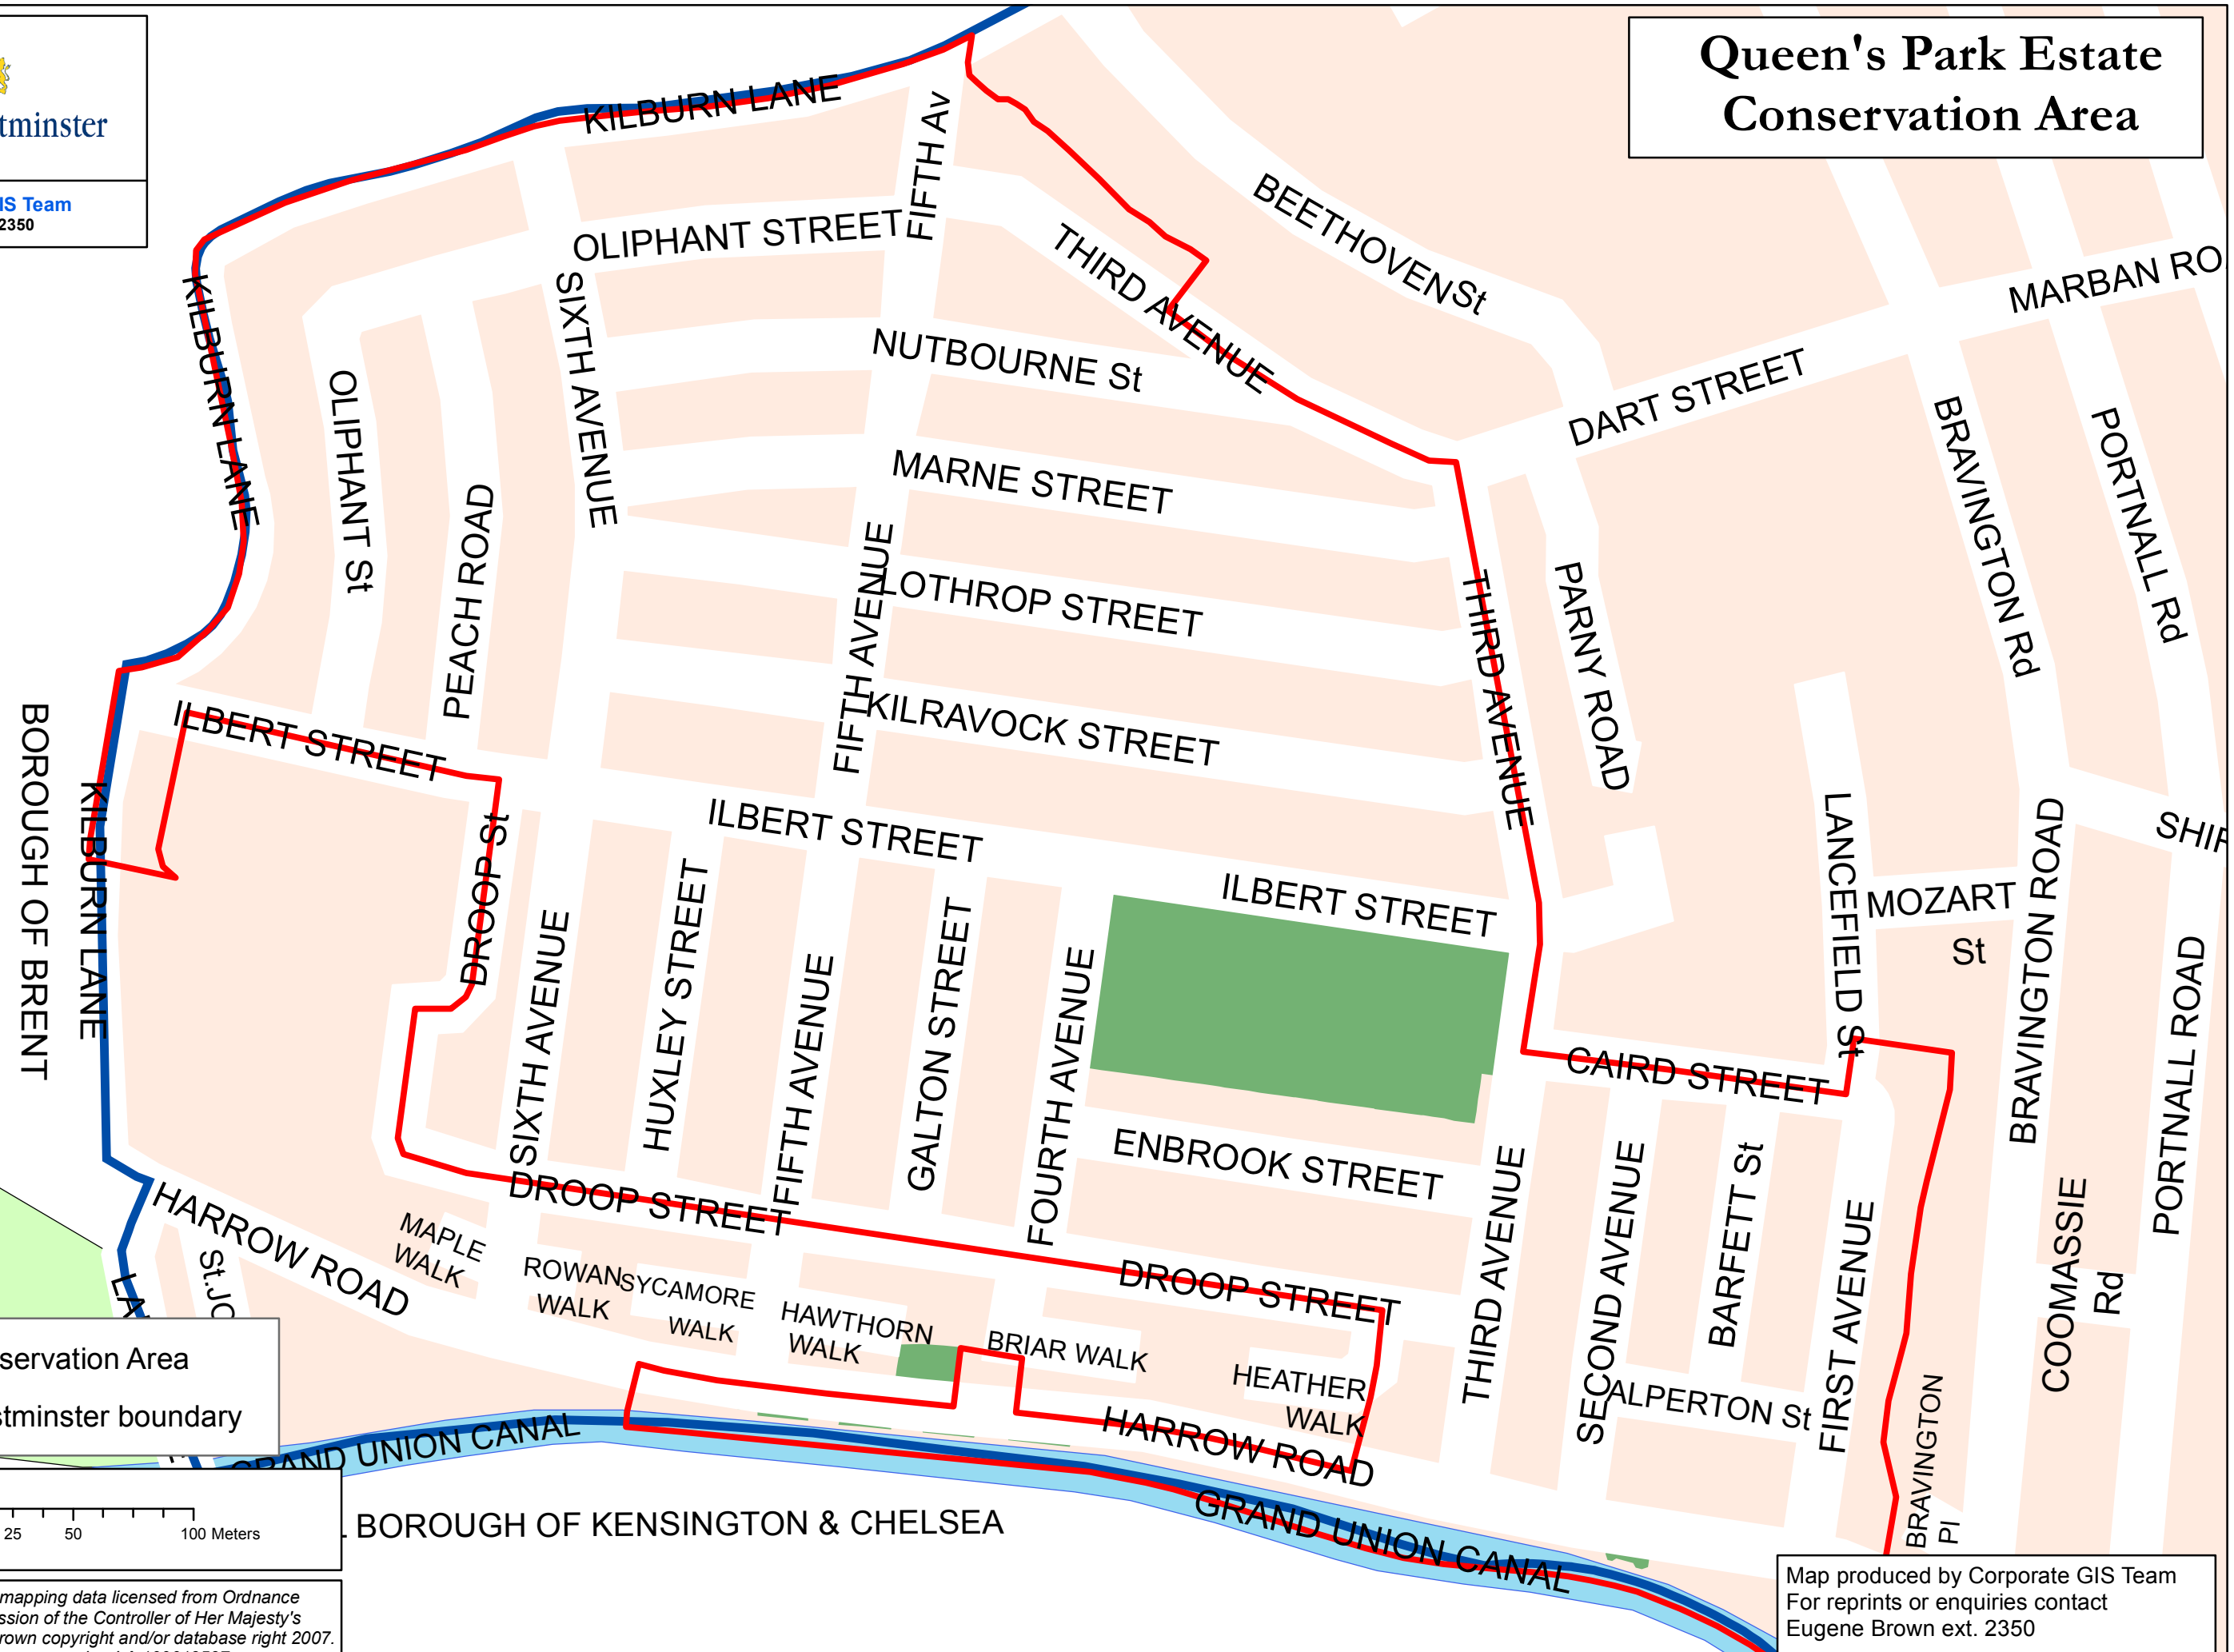 Queen's Park Estate
Conservation Area
tminster
IS Team
2350
KILBURN LANE
FIFTH Av
OLIPHANT STREET
BEETHOVEN St
THIRD AVENUE
MARBAN RO
KILBURN LANE
SIXTH AVENUE
NUTBOURNE St
DART STREET
OLIPHANT St
BRAVINGTON Rd
PORTNALL Rd
MARNE STREET
PEACH ROAD
FIFTH AVENUE
LOTHROP STREET
THIRD AVENUE
PARNY ROAD
KILRAVOCK STREET
ILBERT STREET
BOROUGH OF BRENT
KILBURN LANE
DROOP St
ILBERT STREET
ILBERT STREET
LANCEFIELD St
MOZART
St
BRAVINGTON ROAD
SHIR
SIXTH AVENUE
HUXLEY STREET
FIFTH AVENUE
GALTON STREET
FOURTH AVENUE
PORTNALL ROAD
CAIRD STREET
ENBROOK STREET
DROOP STREET
THIRD AVENUE
SECOND AVENUE
BARFETT St
FIRST AVENUE
COOMASSIE
Rd
HARROW ROAD
MAPLE
WALK
ROWAN
WALK
SYCAMORE
WALK
HAWTHORN
WALK
DROOP STREET
BRIAR WALK
HEATHER
WALK
ALPERTON St
BRAVINGTON
Pl
St.JO
LA
servation Area
tminster boundary
HARROW ROAD
GRAND UNION CANAL
GRAND UNION CANAL
BOROUGH OF KENSINGTON & CHELSEA
25 50 100 Meters
mapping data licensed from Ordnance
ssion of the Controller of Her Majesty's
rown copyright and/or database right 2007.
Map produced by Corporate GIS Team
For reprints or enquiries contact
Eugene Brown ext. 2350